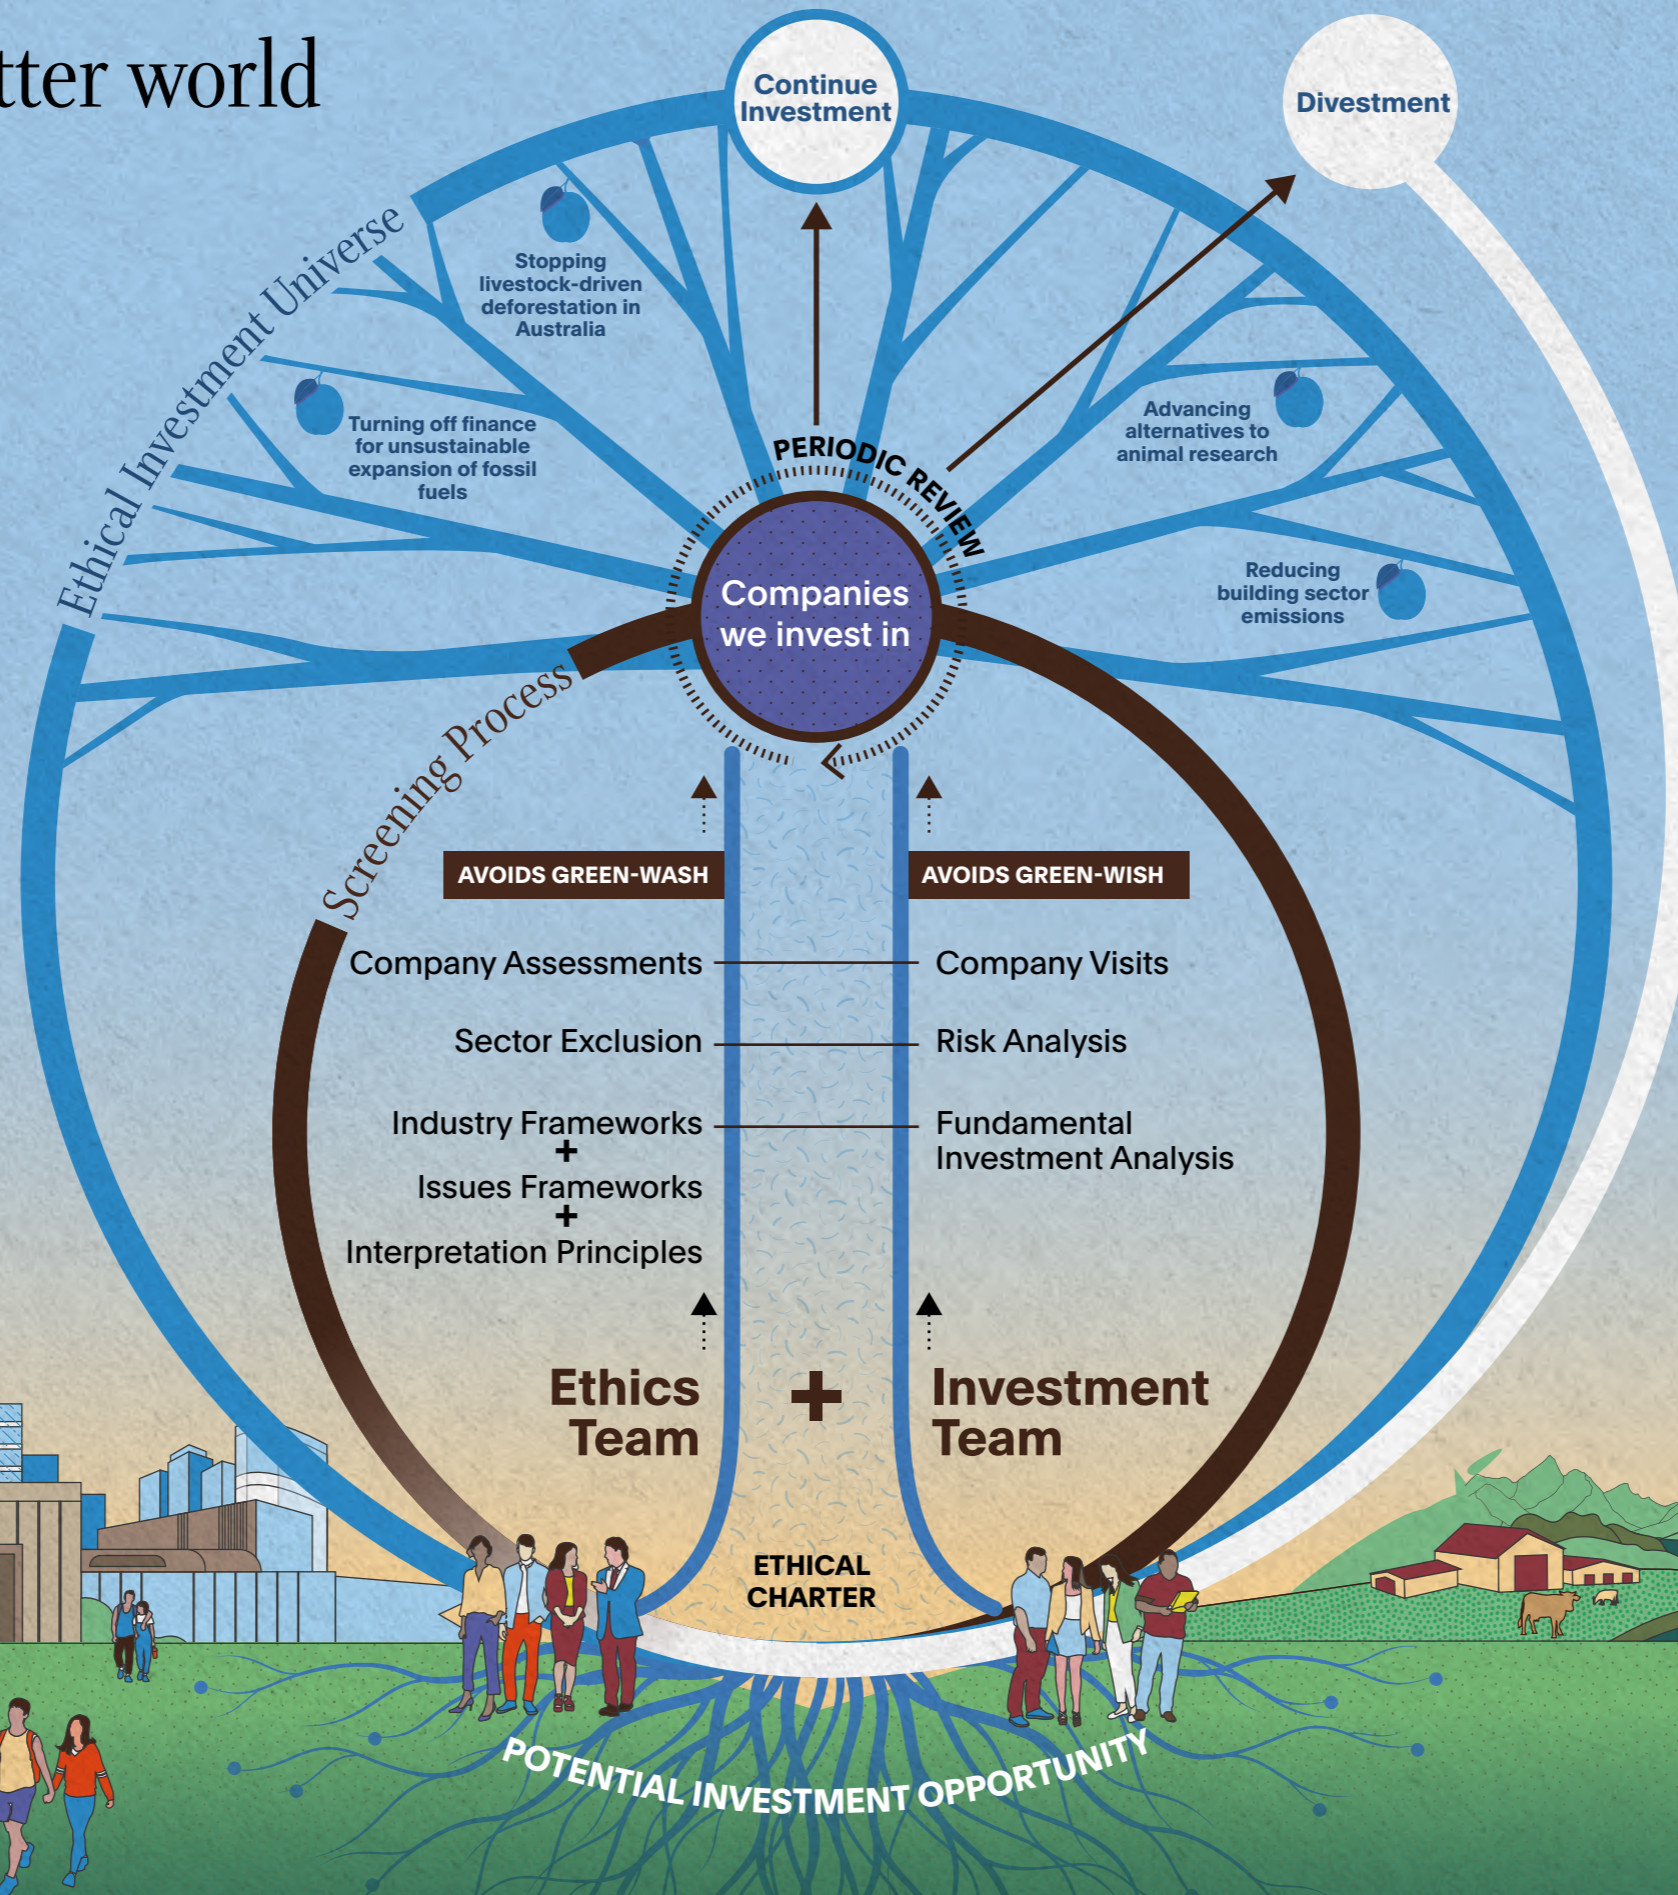 tter world
Continue
Investment
Divestment
Ethical Investment Universe
Stopping
livestock-driven
deforestation in
Australia
Turning off finance
for unsustainable
expansion of fossil
fuels
Advancing
alternatives to
animal research
Reducing
building sector
emissions
PERIODIC REVIEW
Companies
we invest in
Screening Process
AVOIDS GREEN-WASH
AVOIDS GREEN-WISH
Company Assessments
Company Visits
Sector Exclusion
Risk Analysis
Industry Frameworks
+
Issues Frameworks
+
Interpretation Principles
Fundamental
Investment Analysis
Ethics
Team
+
Investment
Team
ETHICAL
CHARTER
POTENTIAL INVESTMENT OPPORTUNITY